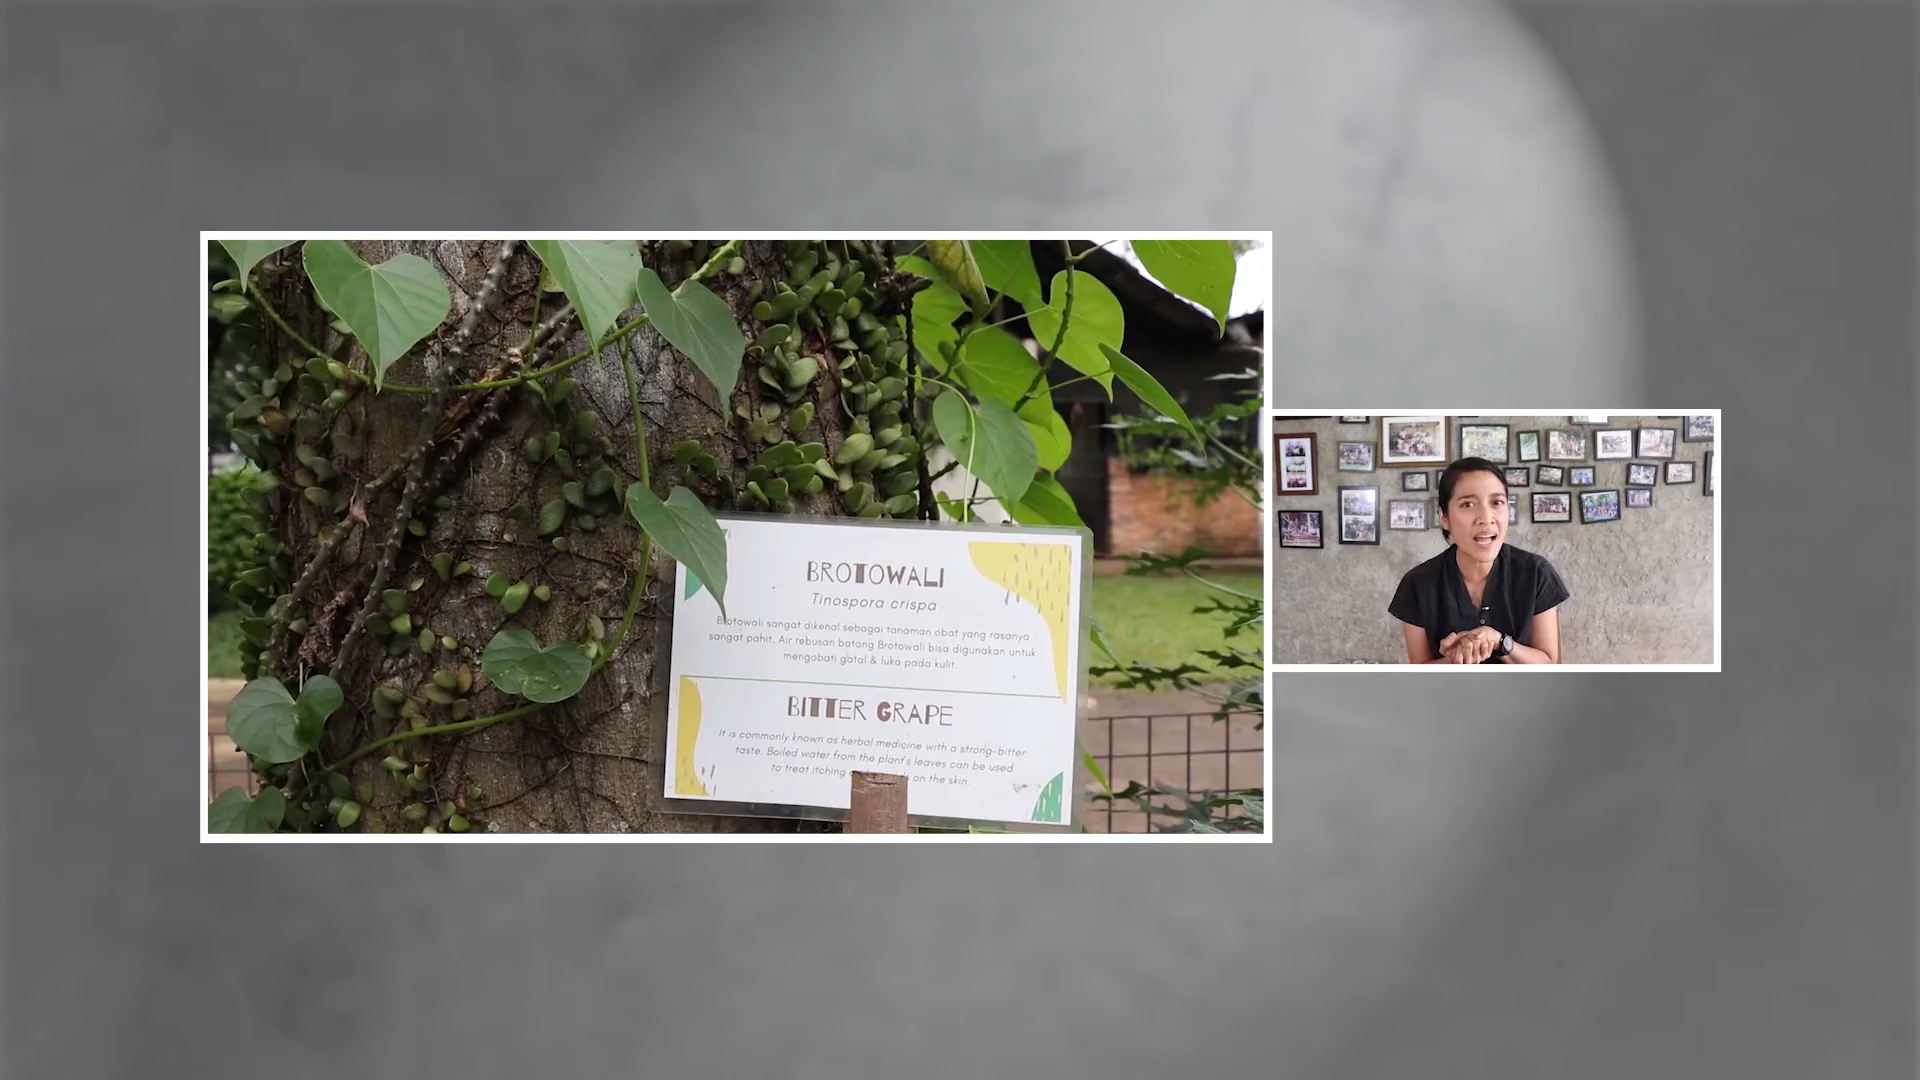 BROTOWALI
Tinospora crispa
Brotowali sangat dikenal sebagai tanaman obat yang rasanya
sangat pahit. Air rebusan batang Brotowali bisa digunakan untuk
mengobati gatal & luka pada kulit.
BITTER GRAPE
It is commonly known as herbal medicine with a strong-bitter
taste. Boiled water from the plant's leaves can be used
to treat itching on the skin.